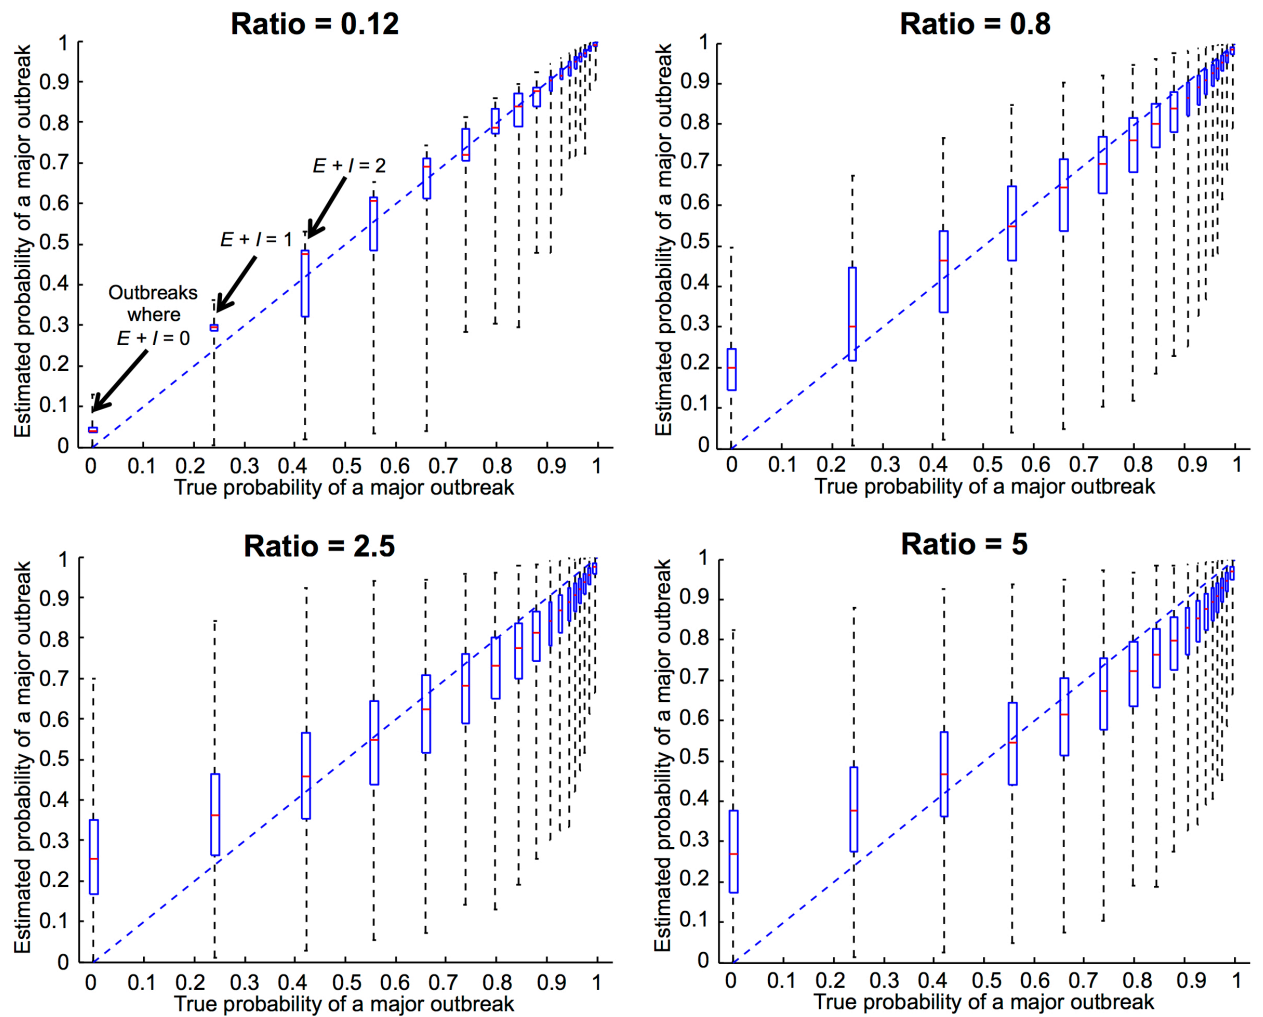 Ratio = 0.12
Estimated probability of a major outbreak
1
0.9
0.8
0.7
0.6
0.5
0.4
0.3
0.2
0.1
0
E + I = 2
E + I = 1
Outbreaks
where
E + I = 0
0 0.1 0.2 0.3 0.4 0.5 0.6 0.7 0.8 0.9 1
True probability of a major outbreak
Ratio = 0.8
Estimated probability of a major outbreak
1
0.9
0.8
0.7
0.6
0.5
0.4
0.3
0.2
0.1
0
0 0.1 0.2 0.3 0.4 0.5 0.6 0.7 0.8 0.9 1
True probability of a major outbreak
Ratio = 2.5
Estimated probability of a major outbreak
1
0.9
0.8
0.7
0.6
0.5
0.4
0.3
0.2
0.1
0
0 0.1 0.2 0.3 0.4 0.5 0.6 0.7 0.8 0.9 1
True probability of a major outbreak
Ratio = 5
Estimated probability of a major outbreak
1
0.9
0.8
0.7
0.6
0.5
0.4
0.3
0.2
0.1
0
0 0.1 0.2 0.3 0.4 0.5 0.6 0.7 0.8 0.9 1
True probability of a major outbreak